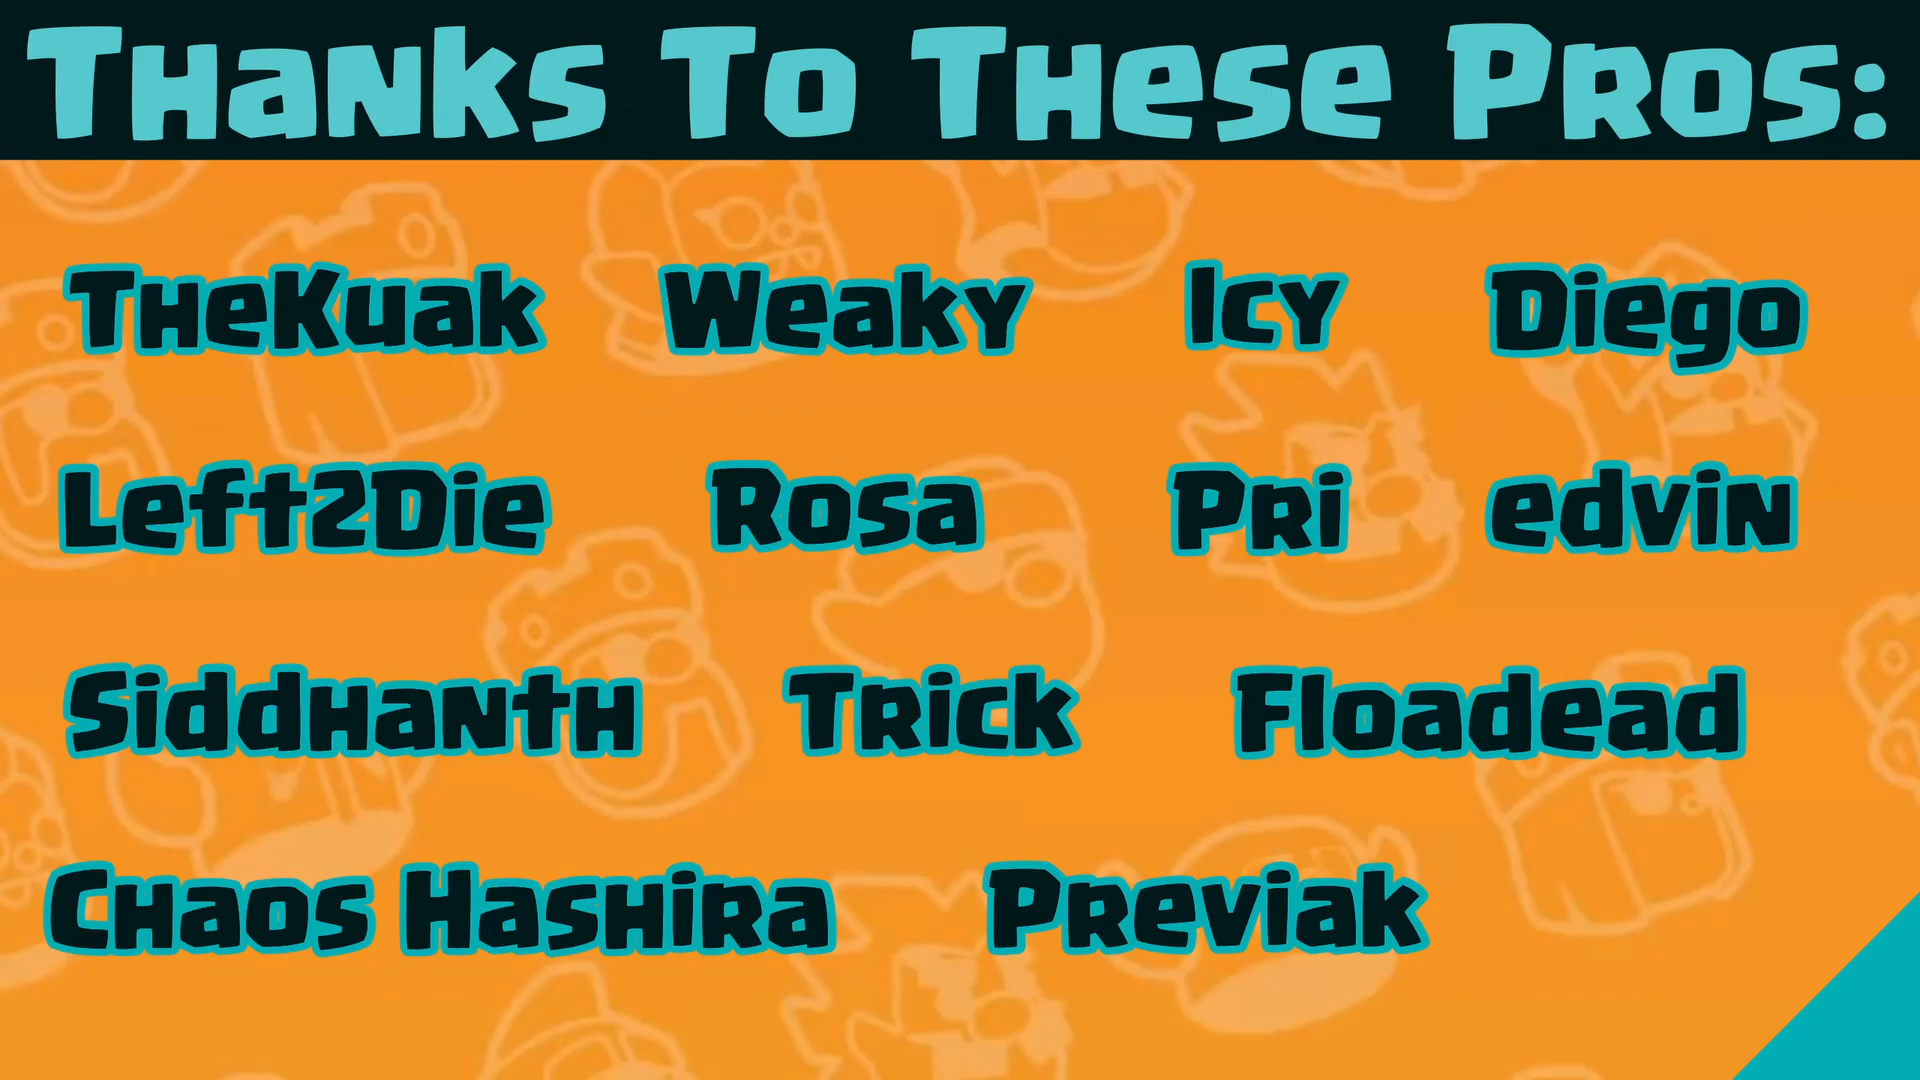 Thanks To These Pros:
TheKuak Weaky Icy Diego
Left2Die Rosa Pri edvin
Siddhanth Trick Floadead
Chaos Hashira Previak